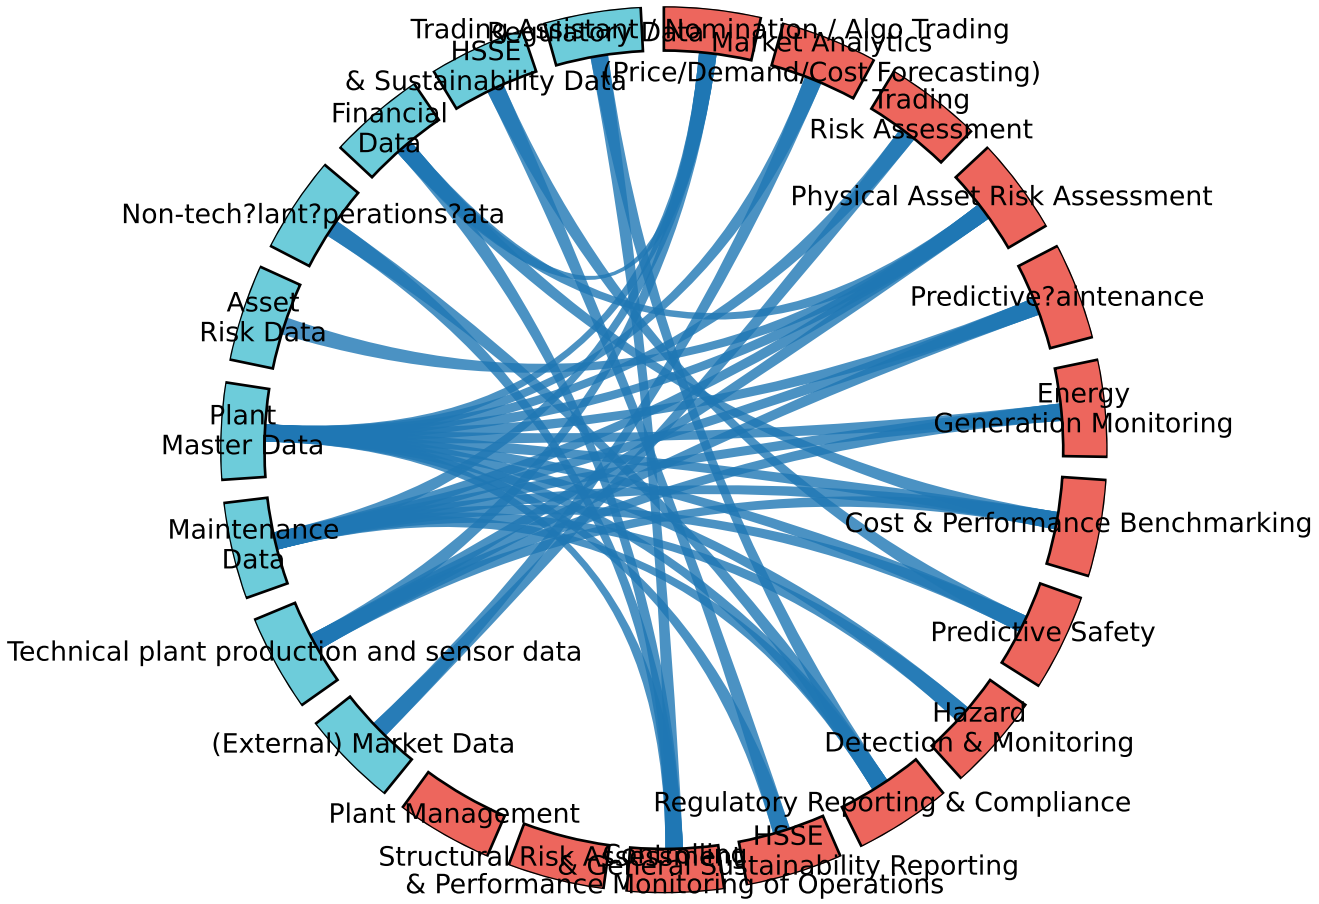 Trading Assistant / Nomination / Algo Trading
Regulatory Data
Market Analytics
(Price/Demand/Cost Forecasting)
HSSE
& Sustainability Data
Financial
Data
Trading
Risk Assessment
Non-tech?lant?perations?ata
Physical Asset Risk Assessment
Asset
Risk Data
Predictive?aintenance
Plant
Master Data
Energy
Generation Monitoring
Maintenance
Data
Cost & Performance Benchmarking
Technical plant production and sensor data
Predictive Safety
(External) Market Data
Hazard
Detection & Monitoring
Plant Management
Regulatory Reporting & Compliance
Structural Risk Assessment
HSSE
& General Sustainability Reporting
& Performance Monitoring of Operations